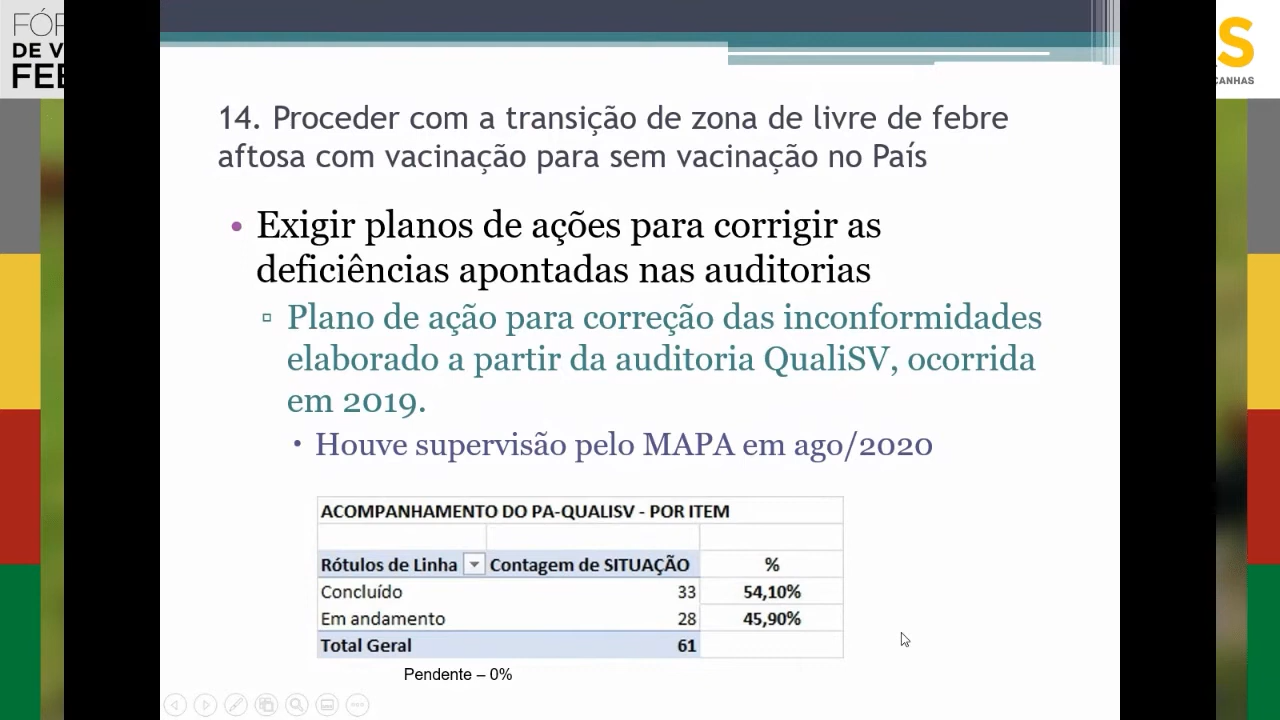 FÓ
DE V
FEB
S
CANHAS
14. Proceder com a transição de zona de livre de febre
aftosa com vacinação para sem vacinação no País
• Exigir planos de ações para corrigir as
deficiências apontadas nas auditorias
▫ Plano de ação para correção das inconformidades
elaborado a partir da auditoria QualiSV, ocorrida
em 2019.
• Houve supervisão pelo MAPA em ago/2020
ACOMPANHAMENTO DO PA-QUALISV - POR ITEM
Rótulos de Linha Contagem de SITUAÇÃO %
Concluído 33 54,10%
Em andamento 28 45,90%
Total Geral 61
Pendente – 0%